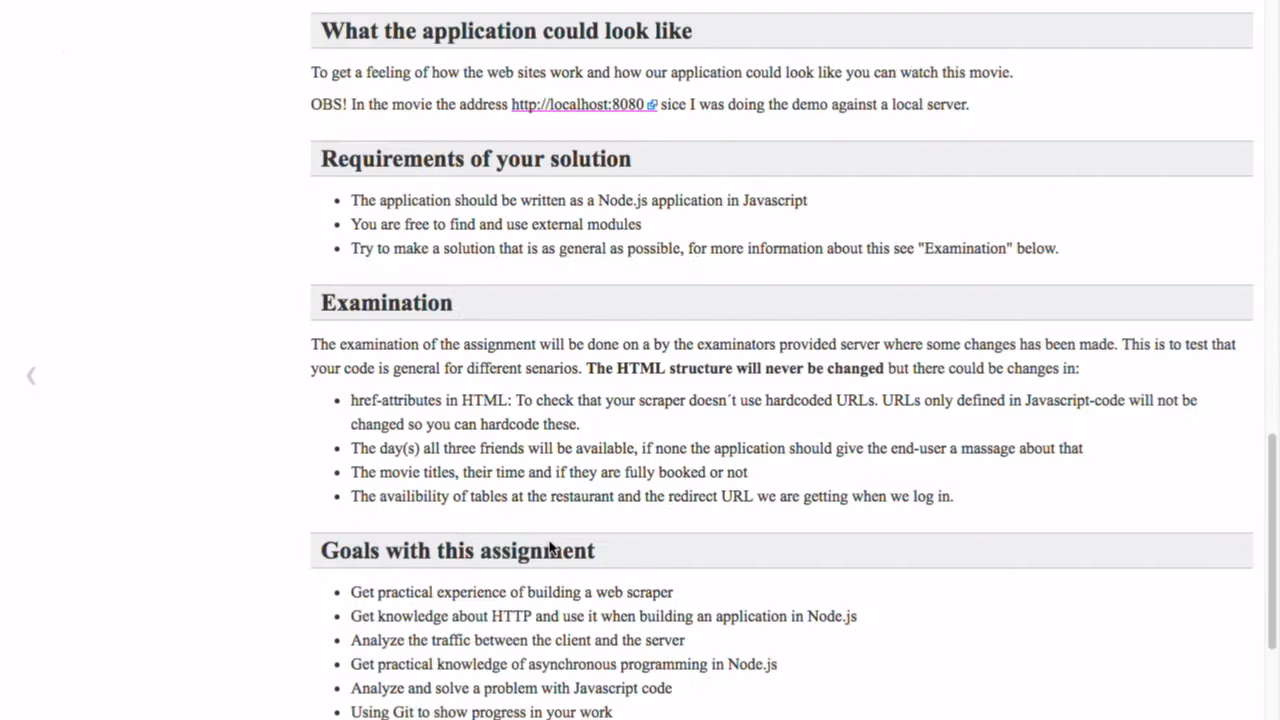 What the application could look like
To get a feeling of how the web sites work and how our application could look like you can watch this movie.
OBS! In the movie the address http://localhost:8080 sice I was doing the demo against a local server.
Requirements of your solution
• The application should be written as a Node.js application in Javascript
• You are free to find and use external modules
• Try to make a solution that is as general as possible, for more information about this see "Examination" below.
Examination
The examination of the assignment will be done on a by the examinators provided server where some changes has been made. This is to test that
your code is general for different senarios. The HTML structure will never be changed but there could be changes in:
• href-attributes in HTML: To check that your scraper doesn´t use hardcoded URLs. URLs only defined in Javascript-code will not be
changed so you can hardcode these.
• The day(s) all three friends will be available, if none the application should give the end-user a massage about that
• The movie titles, their time and if they are fully booked or not
• The availibility of tables at the restaurant and the redirect URL we are getting when we log in.
Goals with this assignment
• Get practical experience of building a web scraper
• Get knowledge about HTTP and use it when building an application in Node.js
• Analyze the traffic between the client and the server
• Get practical knowledge of asynchronous programming in Node.js
• Analyze and solve a problem with Javascript code
• Using Git to show progress in your work